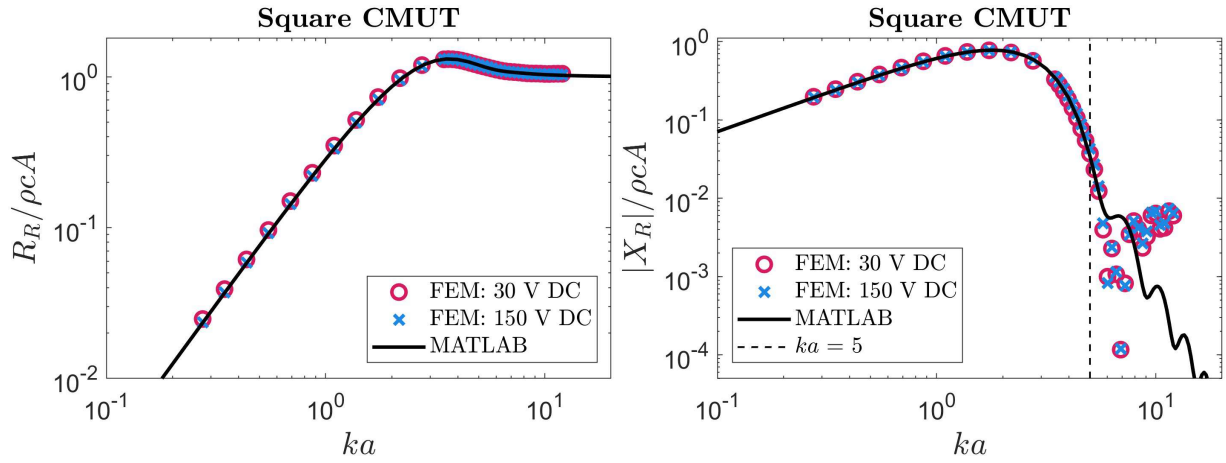 Square CMUT
10^0
10^-1
10^-2
R_R/ρcA
FEM: 30 V DC
FEM: 150 V DC
MATLAB
10^-1
10^0
10^1
ka
Square CMUT
10^0
10^-1
10^-2
10^-3
10^-4
|X_R|/ρcA
FEM: 30 V DC
FEM: 150 V DC
MATLAB
ka = 5
10^-1
10^0
10^1
ka